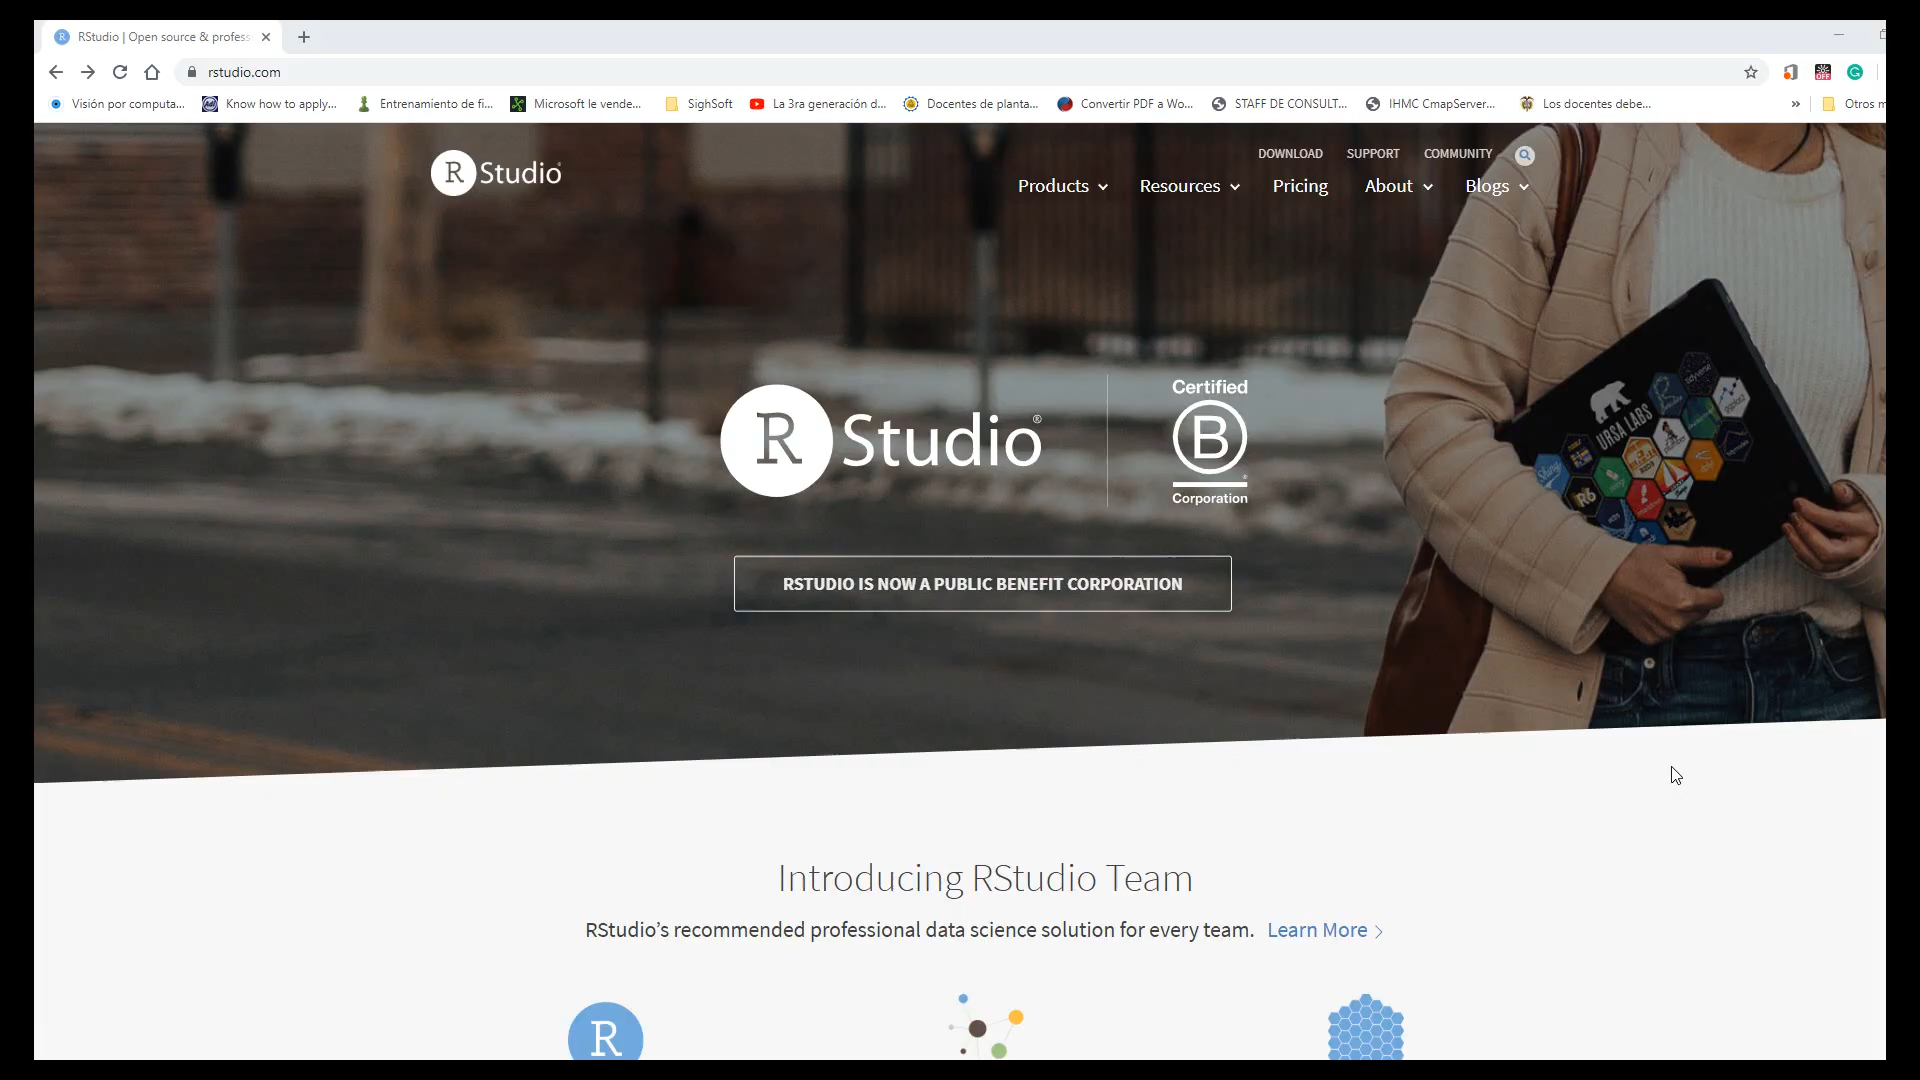 RStudio | Open source & profess
rstudio.com
Visión por computa...
Know how to apply...
Entrenamiento de fi...
Microsoft le vende...
SighSoft
La 3ra generación d...
Docentes de planta...
Convertir PDF a Wo...
STAFF DE CONSULT...
IHMC CmapServer...
Los docentes debe...
Otros m
R Studio
DOWNLOAD SUPPORT COMMUNITY
Products Resources Pricing About Blogs
R Studio®
Certified
B
Corporation
URSA LABS
tidyverse
Shiny
R6
RSTUDIO IS NOW A PUBLIC BENEFIT CORPORATION
Introducing RStudio Team
RStudio's recommended professional data science solution for every team. Learn More >
R